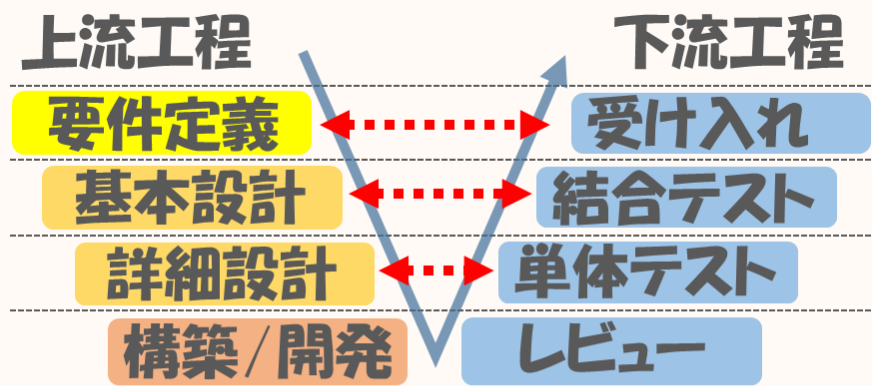 上流工程
下流工程
要件定義
受け入れ
基本設計
結合テスト
詳細設計
単体テスト
構築/開発
レビュー